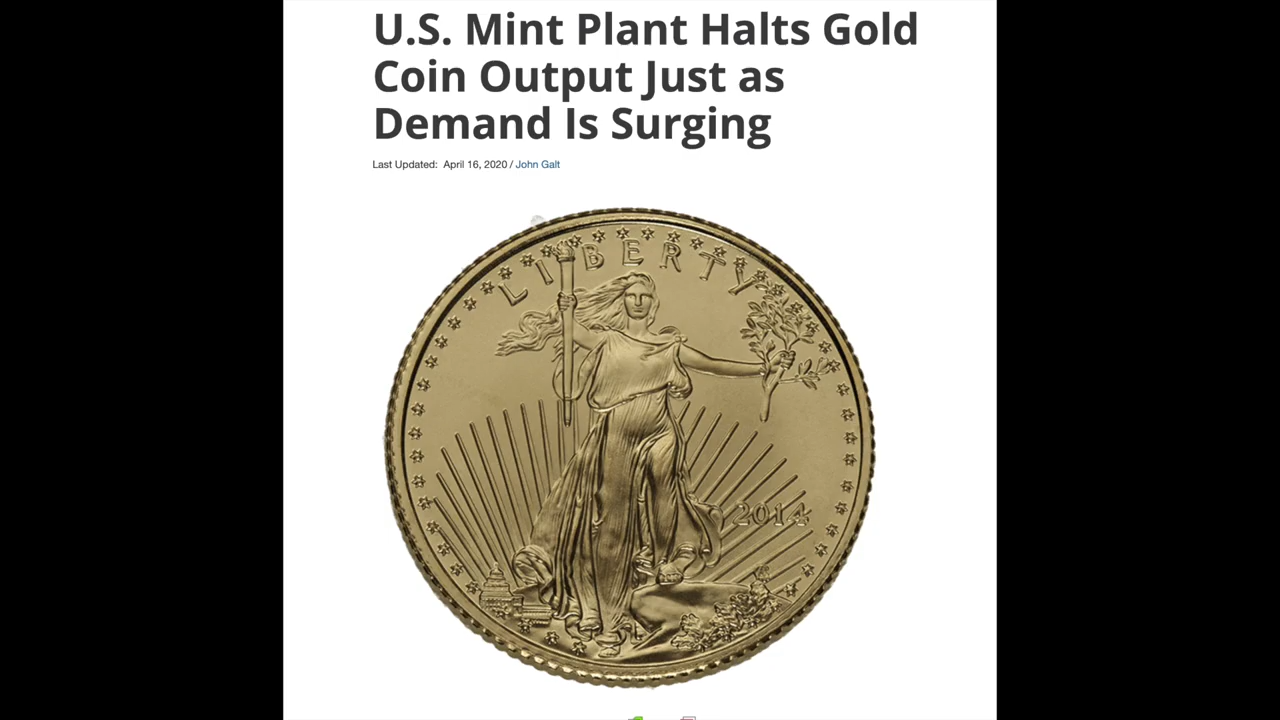 U.S. Mint Plant Halts Gold
Coin Output Just as
Demand Is Surging
Last Updated: April 16, 2020 / John Galt
LIBERTY
2014